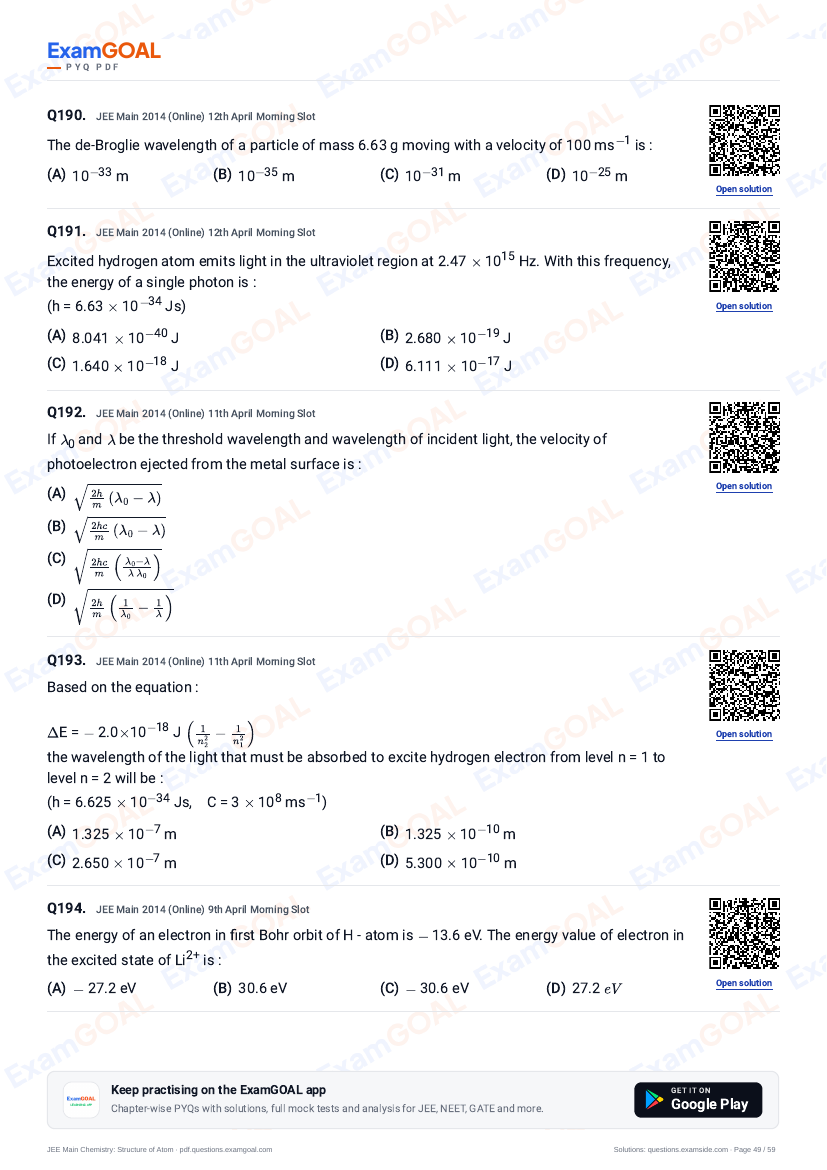 ExamGOAL
PYQ PDF
Q190. JEE Main 2014 (Online) 12th April Morning Slot
The de-Broglie wavelength of a particle of mass 6.63 g moving with a velocity of 100 ms⁻¹ is :
(A) 10⁻³³ m (B) 10⁻³⁵ m (C) 10⁻³¹ m (D) 10⁻²⁵ m
Open solution
Q191. JEE Main 2014 (Online) 12th April Morning Slot
Excited hydrogen atom emits light in the ultraviolet region at 2.47 × 10¹⁵ Hz. With this frequency,
the energy of a single photon is :
(h = 6.63 × 10⁻³⁴ Js)
(A) 8.041 × 10⁻⁴⁰ J (B) 2.680 × 10⁻¹⁹ J
(C) 1.640 × 10⁻¹⁸ J (D) 6.111 × 10⁻¹⁷ J
Open solution
Q192. JEE Main 2014 (Online) 11th April Morning Slot
If λ₀ and λ be the threshold wavelength and wavelength of incident light, the velocity of
photoelectron ejected from the metal surface is :
(A) √(2h/m (λ₀ − λ))
(B) √(2hc/m (λ₀ − λ))
(C) √(2hc/m ((λ₀−λ)/(λ λ₀)))
(D) √(2h/m (1/λ₀ − 1/λ))
Open solution
Q193. JEE Main 2014 (Online) 11th April Morning Slot
Based on the equation :
ΔE = − 2.0×10⁻¹⁸ J (1/n₂² − 1/n₁²)
the wavelength of the light that must be absorbed to excite hydrogen electron from level n = 1 to
level n = 2 will be :
(h = 6.625 × 10⁻³⁴ Js, C = 3 × 10⁸ ms⁻¹)
(A) 1.325 × 10⁻⁷ m (B) 1.325 × 10⁻¹⁰ m
(C) 2.650 × 10⁻⁷ m (D) 5.300 × 10⁻¹⁰ m
Open solution
Q194. JEE Main 2014 (Online) 9th April Morning Slot
The energy of an electron in first Bohr orbit of H - atom is − 13.6 eV. The energy value of electron in
the excited state of Li²⁺ is :
(A) − 27.2 eV (B) 30.6 eV (C) − 30.6 eV (D) 27.2 eV
Open solution
ExamGOAL
Keep practising on the ExamGOAL app
Chapter-wise PYQs with solutions, full mock tests and analysis for JEE, NEET, GATE and more.
GET IT ON
Google Play
JEE Main Chemistry: Structure of Atom · pdf.questions.examgoal.com
Solutions: questions.examside.com · Page 49 / 59